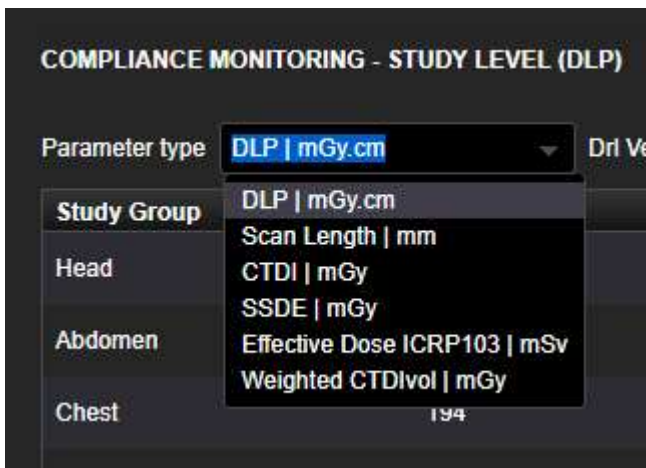 COMPLIANCE MONITORING - STUDY LEVEL (DLP)
Parameter type DLP | mGy.cm Drl Ve
Study Group
DLP | mGy.cm
Scan Length | mm
Head
CTDI | mGy
SSDE | mGy
Abdomen
Effective Dose ICRP103 | mSv
Weighted CTDIvol | mGy
Chest 194